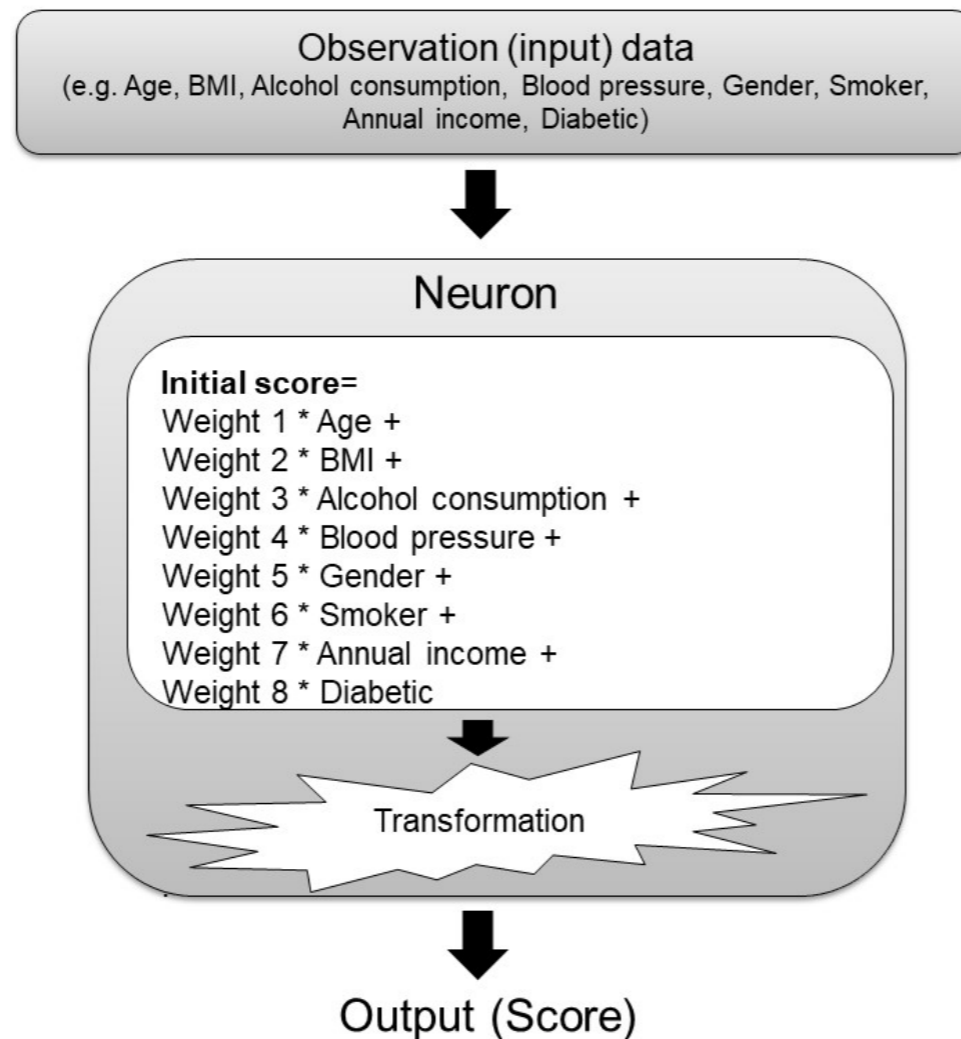 Observation (input) data
(e.g. Age, BMI, Alcohol consumption, Blood pressure, Gender, Smoker,
Annual income, Diabetic)
Neuron
Initial score=
Weight 1 * Age +
Weight 2 * BMI +
Weight 3 * Alcohol consumption +
Weight 4 * Blood pressure +
Weight 5 * Gender +
Weight 6 * Smoker +
Weight 7 * Annual income +
Weight 8 * Diabetic
Transformation
Output (Score)